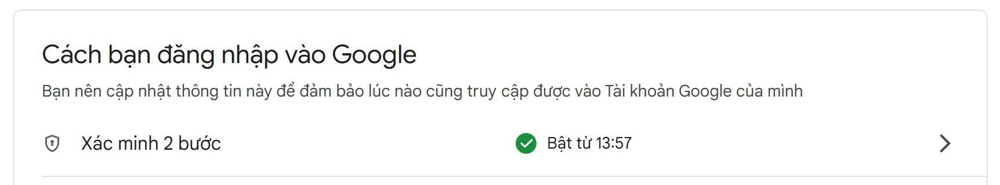 Cách bạn đăng nhập vào Google
Bạn nên cập nhật thông tin này để đảm bảo lúc nào cũng truy cập được vào Tài khoản Google của mình
Xác minh 2 bước
Bật từ 13:57